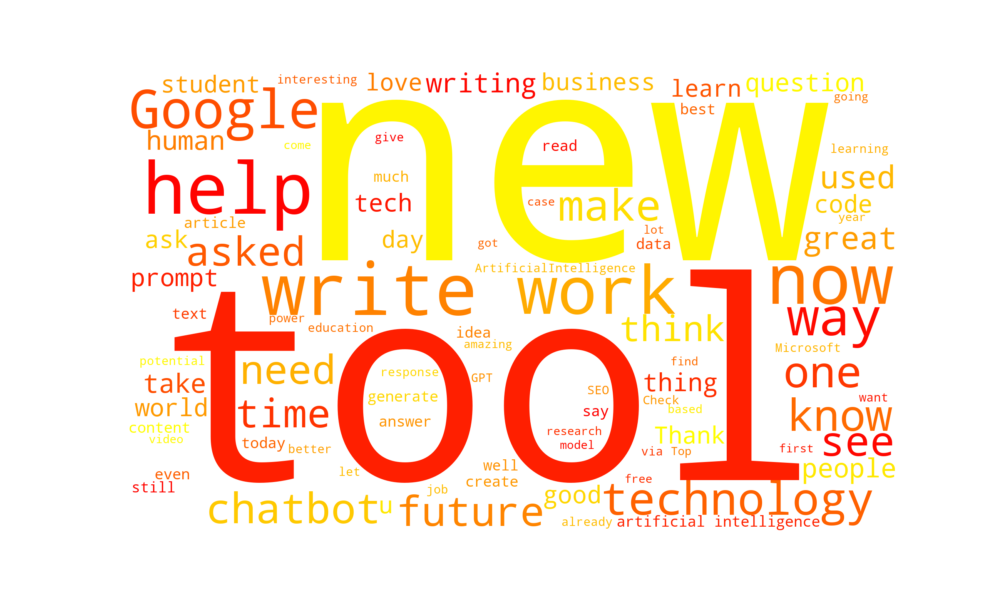 student interesting love writing business learn question
Google new best going
human come give read learning
help much tech case make used
article day lot code year
ask asked got data great
prompt write ArtificialIntelligence work now
text power education idea think way
tool amazing Microsoft
potential need response GPT find one
take generate SEO thing Check want
world time answer say based know
content video research model Thank first see
today better via Top people
even let well free
still chatbot u job create good technology
future already artificial intelligence